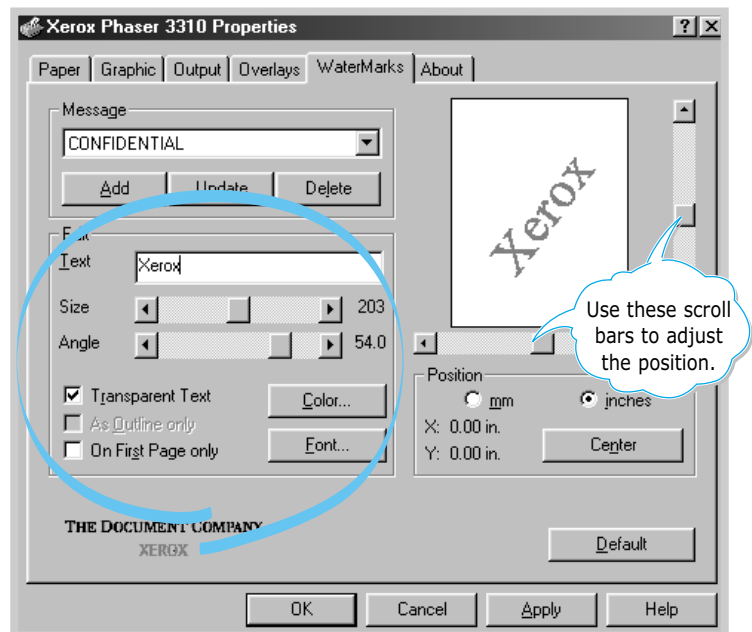 Xerox Phaser 3310 Properties
Paper Graphic Output Overlays WaterMarks About
Message
CONFIDENTIAL
Add Update Delete
Edit
Text Xerox
Size 203
Angle 54.0
Transparent Text
As Outline only
On First Page only
Color...
Font...
Xerox
Use these scroll
bars to adjust
the position.
Position
mm inches
X: 0.00 in.
Y: 0.00 in.
Center
THE DOCUMENT COMPANY
XEROX
Default
OK Cancel Apply Help